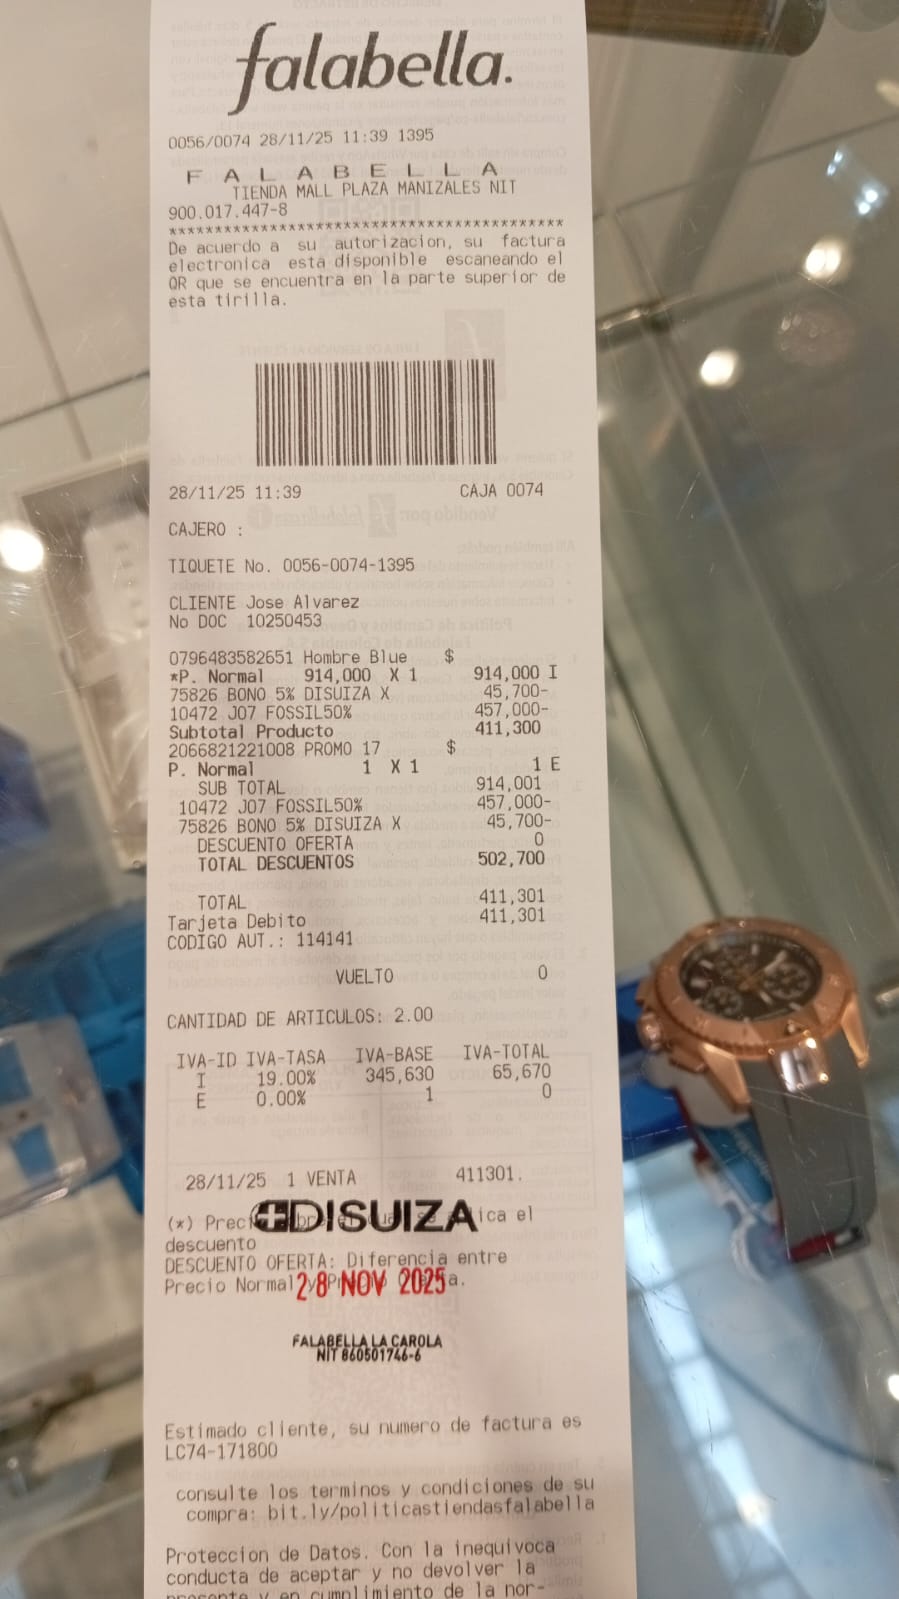 falabella.
0056/0074 28/11/25 11:39 1395
F A L A B E L L A
TIENDA MALL PLAZA MANIZALES NIT
900.017.447-8
******************************************
De acuerdo a su autorizacion, su factura
electronica esta disponible escaneando el
QR que se encuentra en la parte superior de
esta tirilla.
28/11/25 11:39 CAJA 0074
CAJERO :
TIQUETE No. 0056-0074-1395
CLIENTE Jose Alvarez
No DOC 10250453
0796483582651 Hombre Blue $
*P. Normal 914,000 X 1 914,000 I
75826 BONO 5% DISUIZA X 45,700-
10472 J07 FOSSIL50% 457,000-
Subtotal Producto 411,300
2066821221008 PROMO 17 $
P. Normal 1 X 1 1 E
SUB TOTAL 914,001
10472 J07 FOSSIL50% 457,000-
75826 BONO 5% DISUIZA X 45,700-
DESCUENTO OFERTA 0
TOTAL DESCUENTOS 502,700
TOTAL 411,301
Tarjeta Debito 411,301
CODIGO AUT.: 114141
VUELTO 0
CANTIDAD DE ARTICULOS: 2.00
IVA-ID IVA-TASA IVA-BASE IVA-TOTAL
I 19.00% 345,630 65,670
E 0.00% 1 0
28/11/25 1 VENTA 411301.
DISUIZA
(*) Preci
descuento
DESCUENTO OFERTA: Diferencia entre
Precio Normal y
28 NOV 2025
FALABELLA LA CAROLA
NIT 860501746-6
Estimado cliente, su numero de factura es
LC74-171800
consulte los terminos y condiciones de su
compra: bit.ly/politicastiendasfalabella
Proteccion de Datos. Con la inequivoca
conducta de aceptar y no devolver la
presente y en cumplimiento de la nor-